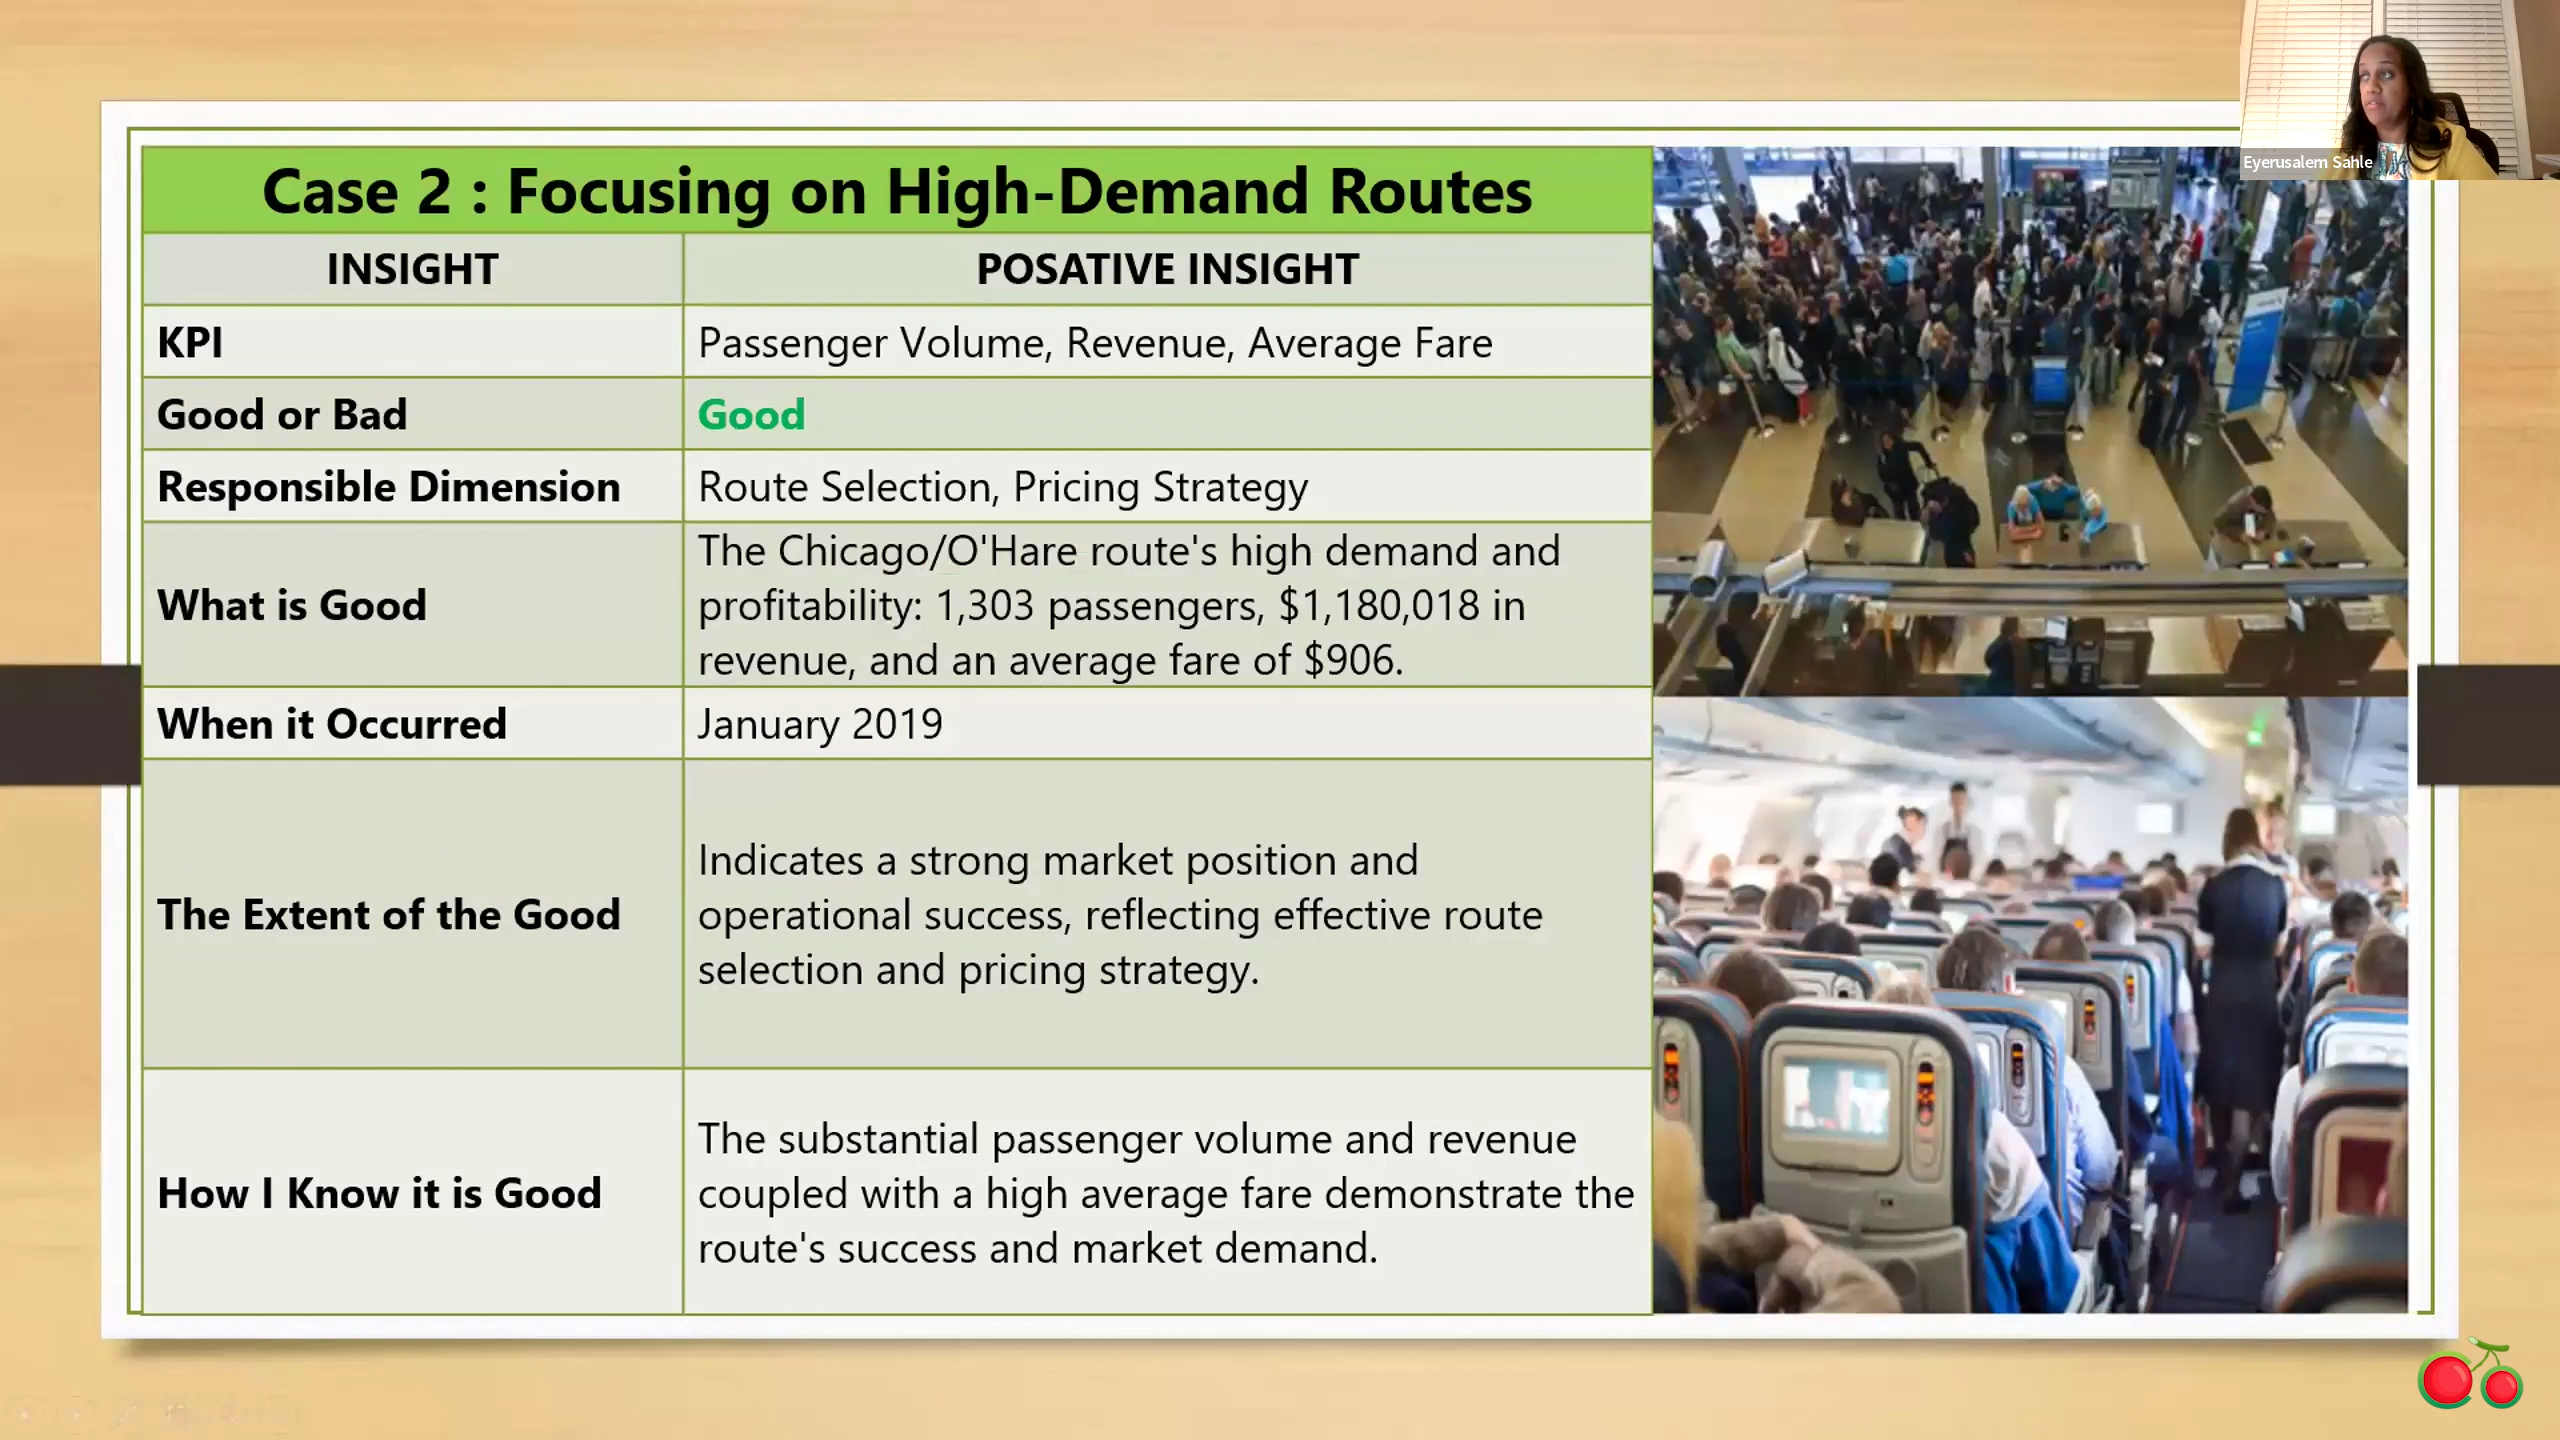 Eyerusalem Sahle
Case 2 : Focusing on High-Demand Routes
INSIGHT
POSATIVE INSIGHT
KPI
Passenger Volume, Revenue, Average Fare
Good or Bad
Good
Responsible Dimension
Route Selection, Pricing Strategy
What is Good
The Chicago/O'Hare route's high demand and
profitability: 1,303 passengers, $1,180,018 in
revenue, and an average fare of $906.
When it Occurred
January 2019
The Extent of the Good
Indicates a strong market position and
operational success, reflecting effective route
selection and pricing strategy.
How I Know it is Good
The substantial passenger volume and revenue
coupled with a high average fare demonstrate the
route's success and market demand.